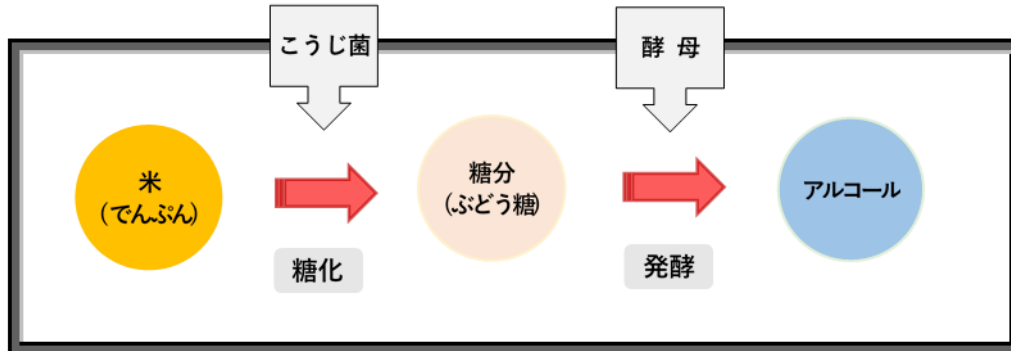 こうじ菌
酵母
米
(でんぷん)
糖分
(ぶどう糖)
アルコール
糖化
発酵